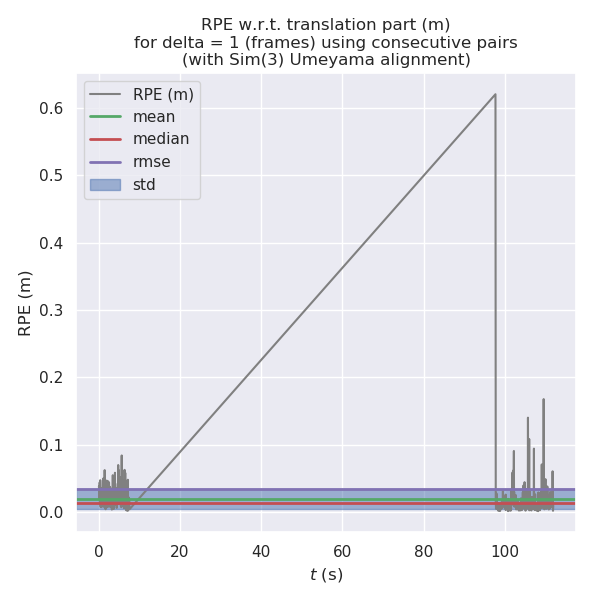 RPE w.r.t. translation part (m)
for delta = 1 (frames) using consecutive pairs
(with Sim(3) Umeyama alignment)
RPE (m)
mean
median
rmse
std
0.6
0.5
0.4
0.3
0.2
0.1
0.0
RPE (m)
0 20 40 60 80 100
t (s)